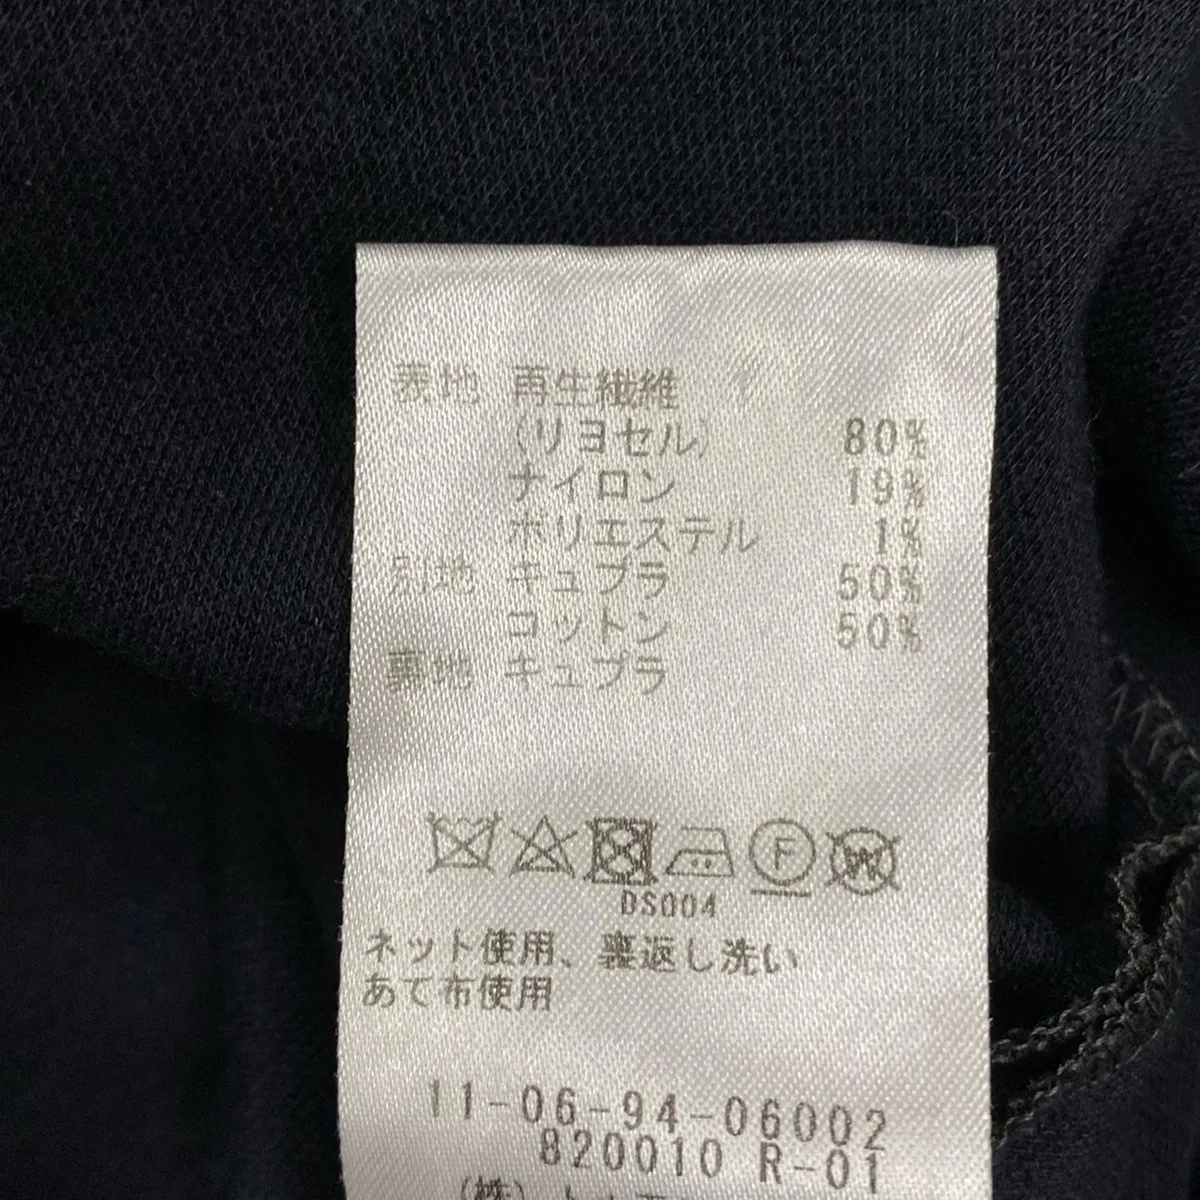 表地 再生繊維
(リヨセル) 80%
ナイロン 19%
ポリエステル 1%
別地 キュプラ 50%
コットン 50%
裏地 キュプラ
F W
DS004
ネット使用、裏返し洗い
あて布使用
11-06-94-06002
820010 R-01
(株)